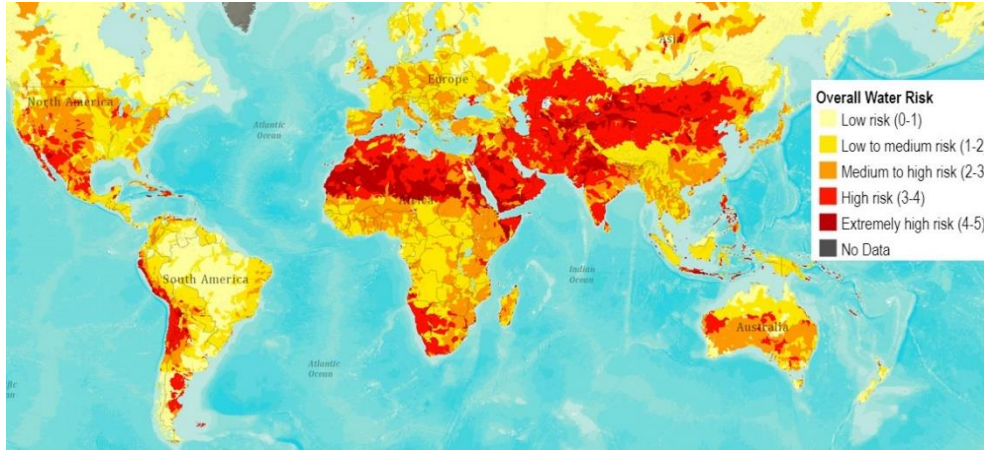 Asia
Europe
North America
Atlantic
Ocean
Africa
South America
Indian
Ocean
Australia
Atlantic
Ocean
Overall Water Risk
Low risk (0-1)
Low to medium risk (1-2
Medium to high risk (2-3
High risk (3-4)
Extremely high risk (4-5)
No Data